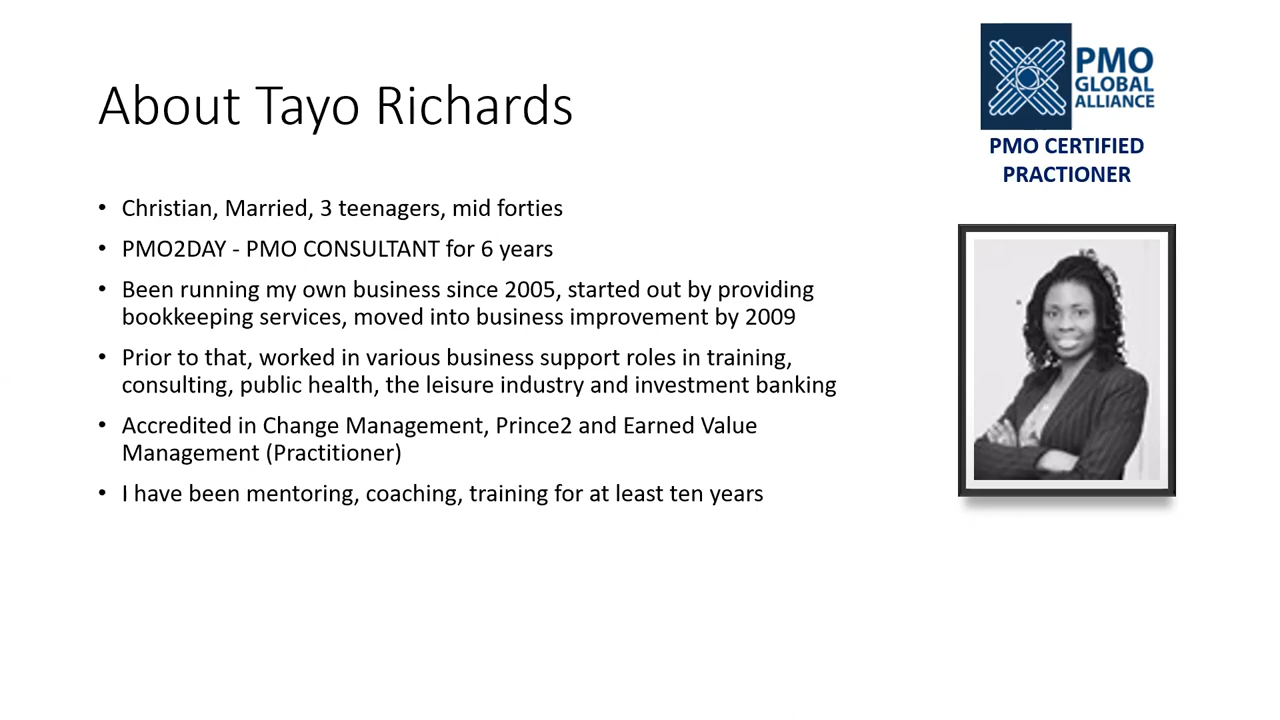 About Tayo Richards
PMO
GLOBAL
ALLIANCE
PMO CERTIFIED
PRACTIONER
• Christian, Married, 3 teenagers, mid forties
• PMO2DAY - PMO CONSULTANT for 6 years
• Been running my own business since 2005, started out by providing
bookkeeping services, moved into business improvement by 2009
• Prior to that, worked in various business support roles in training,
consulting, public health, the leisure industry and investment banking
• Accredited in Change Management, Prince2 and Earned Value
Management (Practitioner)
• I have been mentoring, coaching, training for at least ten years